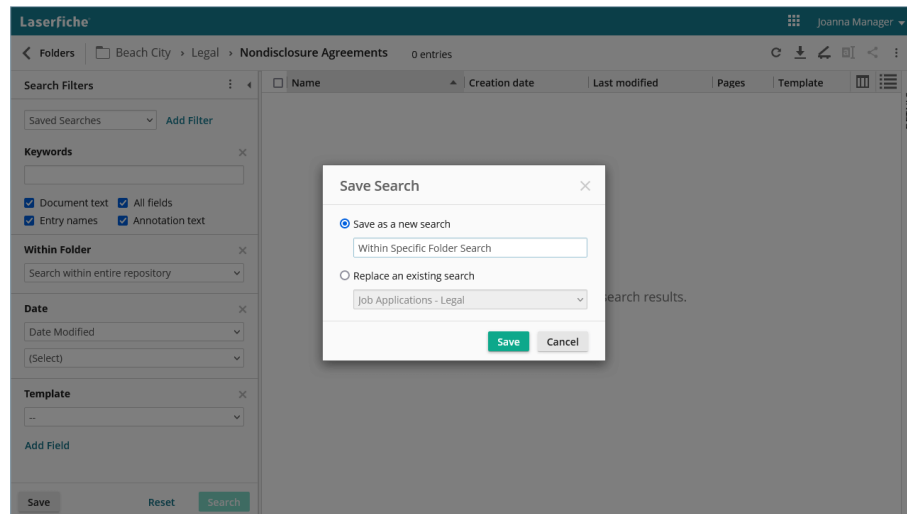 Laserfiche
Joanna Manager
Folders Beach City › Legal › Nondisclosure Agreements 0 entries
Search Filters
Name Creation date Last modified Pages Template
Saved Searches Add Filter
Keywords
Document text All fields
Entry names Annotation text
Within Folder
Search within entire repository
Date
Date Modified
(Select)
Template
--
Add Field
Save Reset Search
Save Search
Save as a new search
Within Specific Folder Search
Replace an existing search
Job Applications - Legal
Save Cancel
search results.